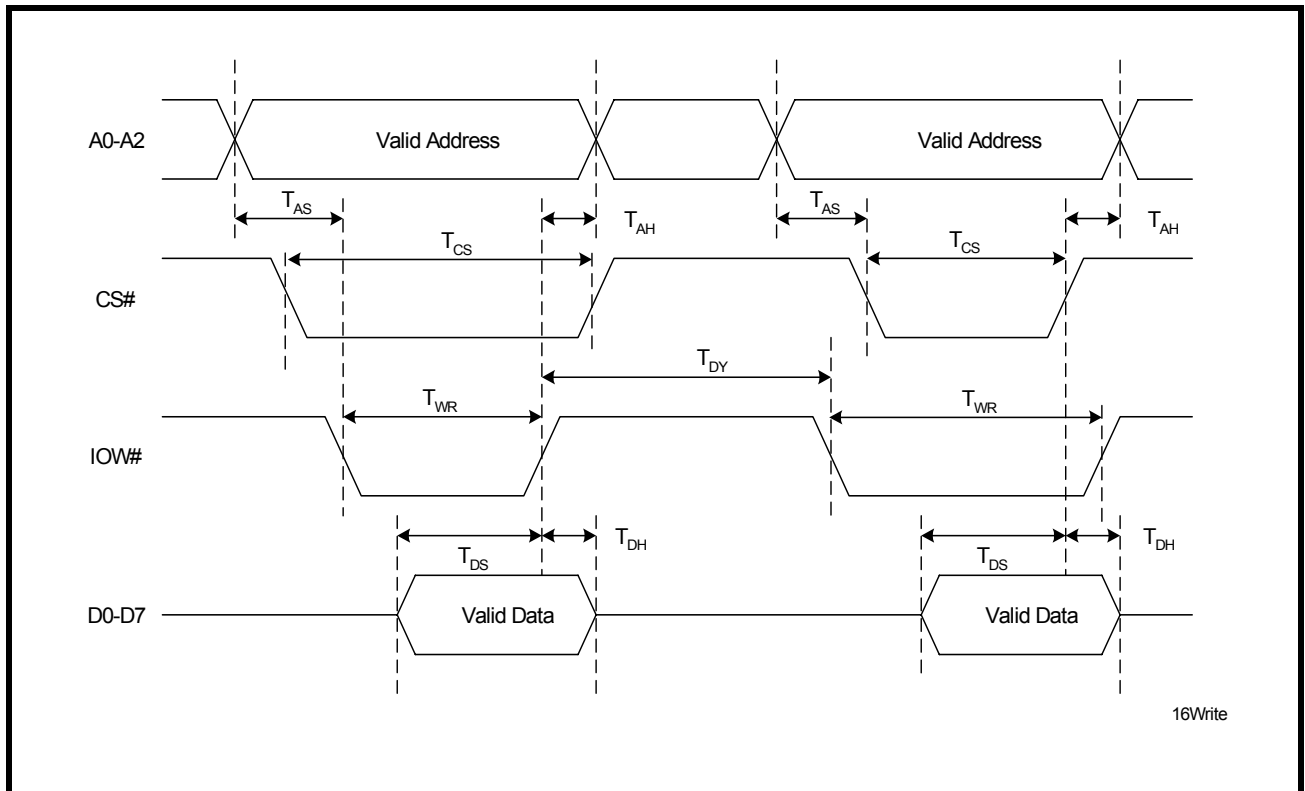 A0-A2
Valid Address
Valid Address
TAS
TAH
TAS
TAH
TCS
TCS
CS#
TDY
TWR
TWR
IOW#
TDS
TDH
TDS
TDH
D0-D7
Valid Data
Valid Data
16Write